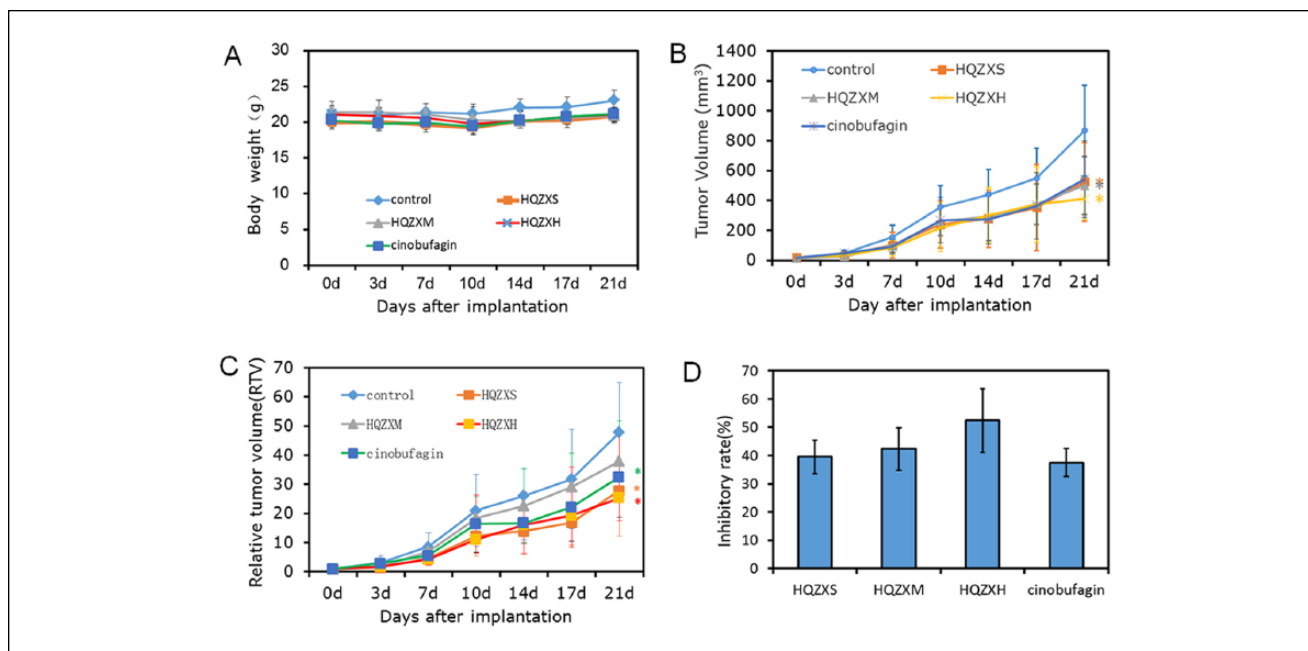 A
Body weight（g）
30
25
20
15
10
5
0
control
HQZXS
HQZXM
HQZXH
cinobufagin
0d 3d 7d 10d 14d 17d 21d
Days after implantation
B
Tumor Volume (mm³)
1400
1200
1000
800
600
400
200
0
control
HQZXS
HQZXM
HQZXH
cinobufagin
*
*
*
0d 3d 7d 10d 14d 17d 21d
Day after implantation
C
Relative tumor volume(RTV)
70
60
50
40
30
20
10
0
control
HQZXS
HQZXM
HQZXH
cinobufagin
*
*
*
0d 3d 7d 10d 14d 17d 21d
Days after implantation
D
Inhibitory rate(%)
70
60
50
40
30
20
10
0
HQZXS HQZXM HQZXH cinobufagin